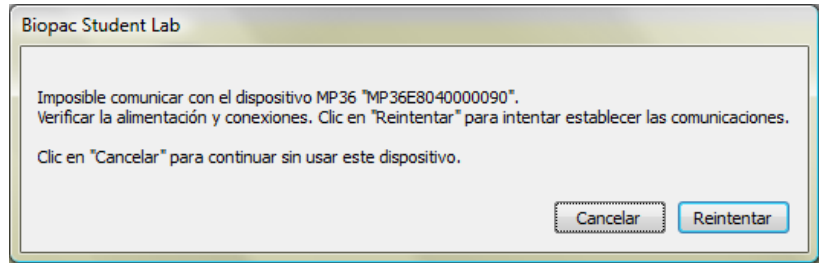 Biopac Student Lab
Imposible comunicar con el dispositivo MP36 "MP36E8040000090".
Verificar la alimentación y conexiones. Clic en "Reintentar" para intentar establecer las comunicaciones.
Clic en "Cancelar" para continuar sin usar este dispositivo.
Cancelar Reintentar